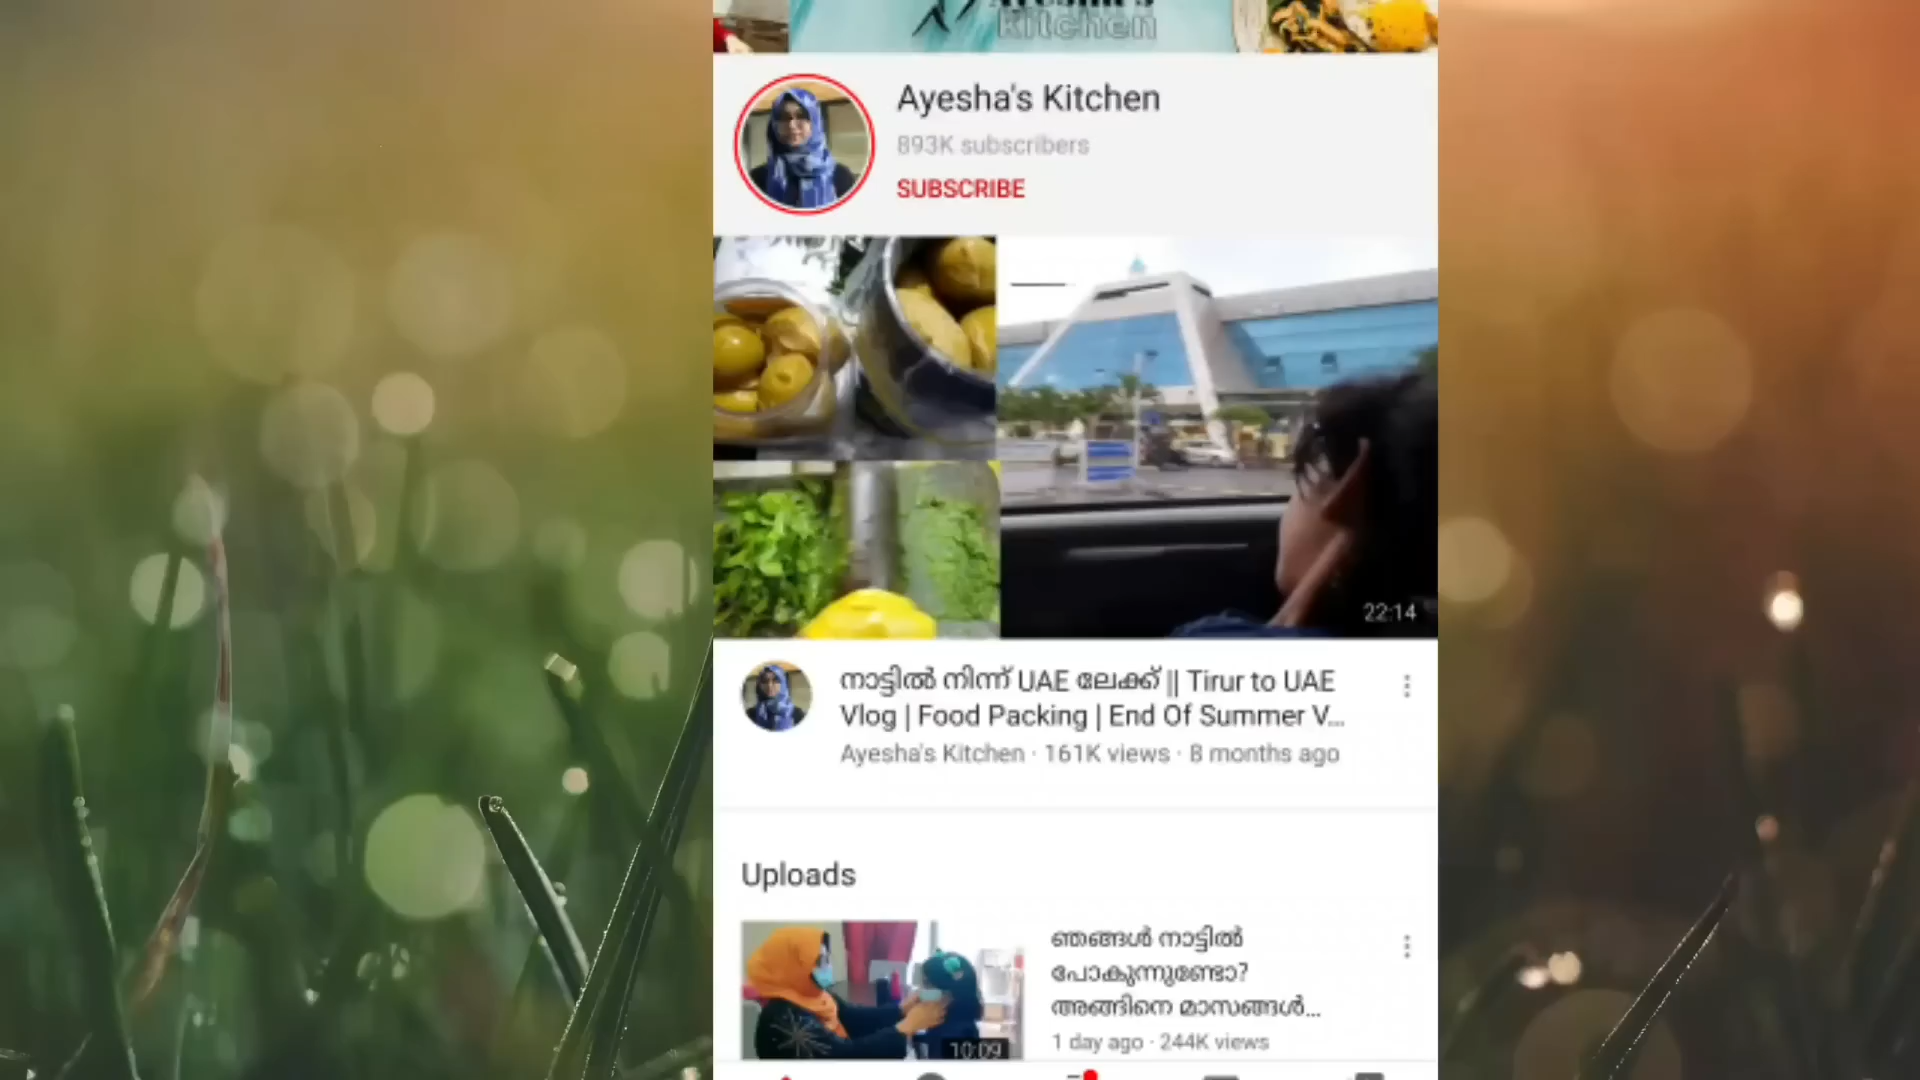 Kitchen
Ayesha's Kitchen
893K subscribers
SUBSCRIBE
22:14
നാട്ടിൽ നിന്ന് UAE ലേക്ക് || Tirur to UAE
Vlog | Food Packing | End Of Summer V...
Ayesha's Kitchen · 161K views · 8 months ago
Uploads
ഞങ്ങൾ നാട്ടിൽ
പോകുന്നുണ്ടോ?
അങ്ങിനെ മാസങ്ങൾ...
10:09
1 day ago · 244K views